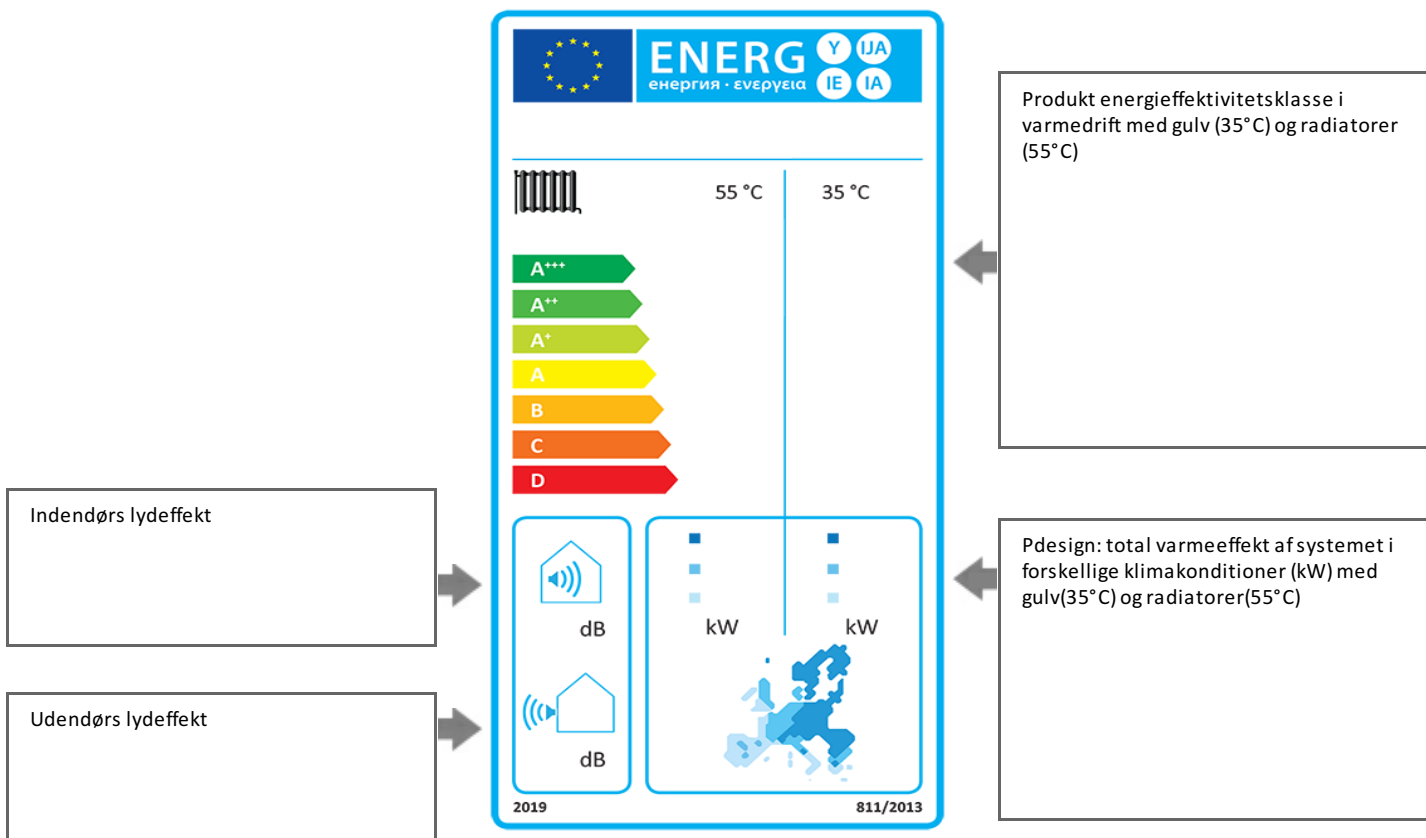 ENERG Y IJA
енергия · ενεργεια IE IA
55 °C 35 °C
A+++
A++
A+
A
B
C
D
dB
dB
kW kW
2019 811/2013
Produkt energieffektivitetsklasse i
varmedrift med gulv (35°C) og radiatorer
(55°C)
Indendørs lydeffekt
Udendørs lydeffekt
Pdesign: total varmeeffekt af systemet i
forskellige klimakonditioner (kW) med
gulv(35°C) og radiatorer(55°C)